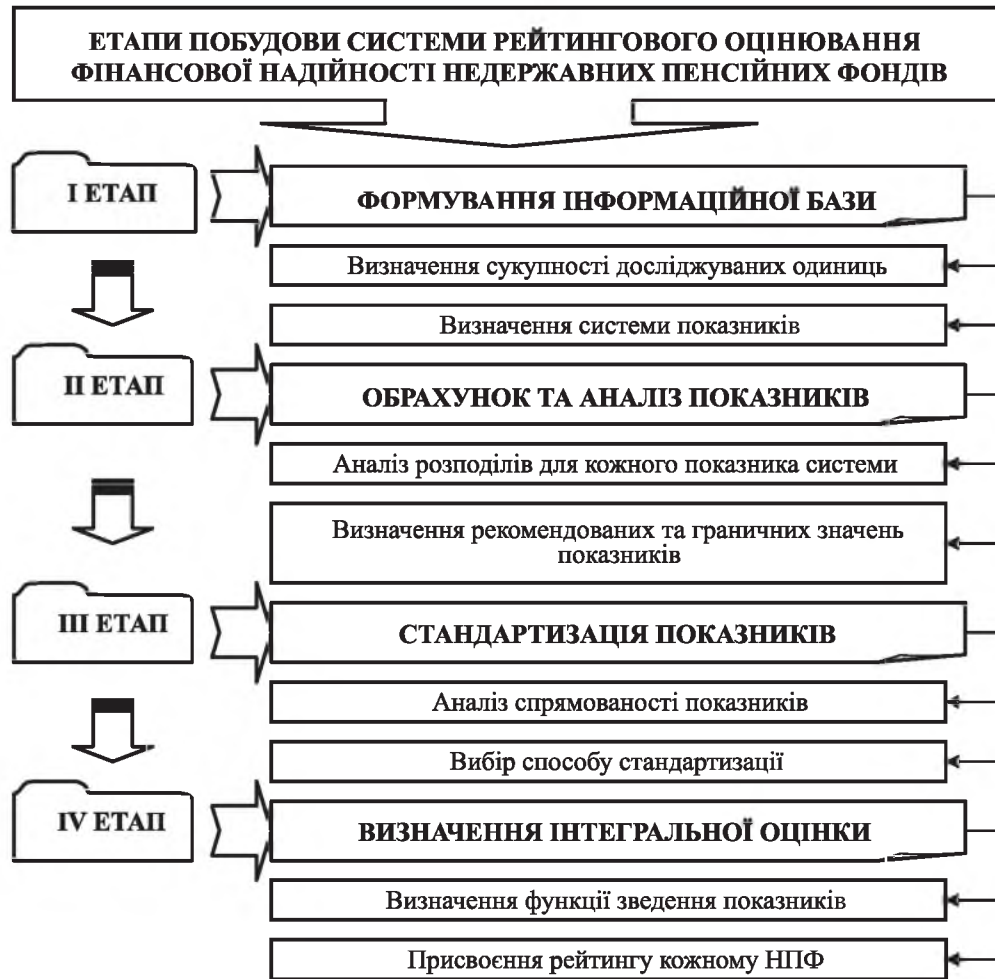 ЕТАПИ ПОБУДОВИ СИСТЕМИ РЕЙТИНГОВОГО ОЦІНЮВАННЯ
ФІНАНСОВОЇ НАДІЙНОСТІ НЕДЕРЖАВНИХ ПЕНСІЙНИХ ФОНДІВ
І ЕТАП
ФОРМУВАННЯ ІНФОРМАЦІЙНОЇ БАЗИ
Визначення сукупності досліджуваних одиниць
Визначення системи показників
ІІ ЕТАП
ОБРАХУНОК ТА АНАЛІЗ ПОКАЗНИКІВ
Аналіз розподілів для кожного показника системи
Визначення рекомендованих та граничних значень
показників
ІІІ ЕТАП
СТАНДАРТИЗАЦІЯ ПОКАЗНИКІВ
Аналіз спрямованості показників
Вибір способу стандартизації
IV ЕТАП
ВИЗНАЧЕННЯ ІНТЕГРАЛЬНОЇ ОЦІНКИ
Визначення функції зведення показників
Присвоєння рейтингу кожному НПФ